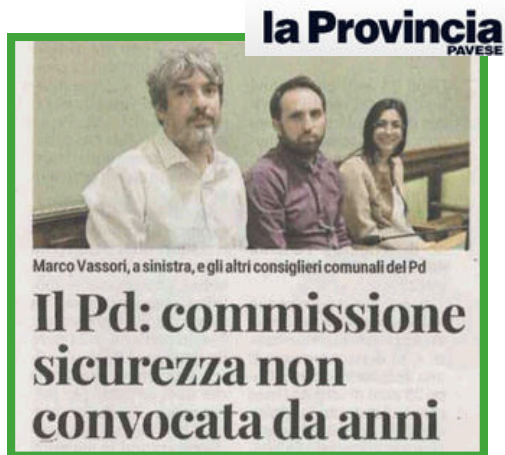 la Provincia
PAVESE
Marco Vassori, a sinistra, e gli altri consiglieri comunali del Pd
Il Pd: commissione
sicurezza non
convocata da anni